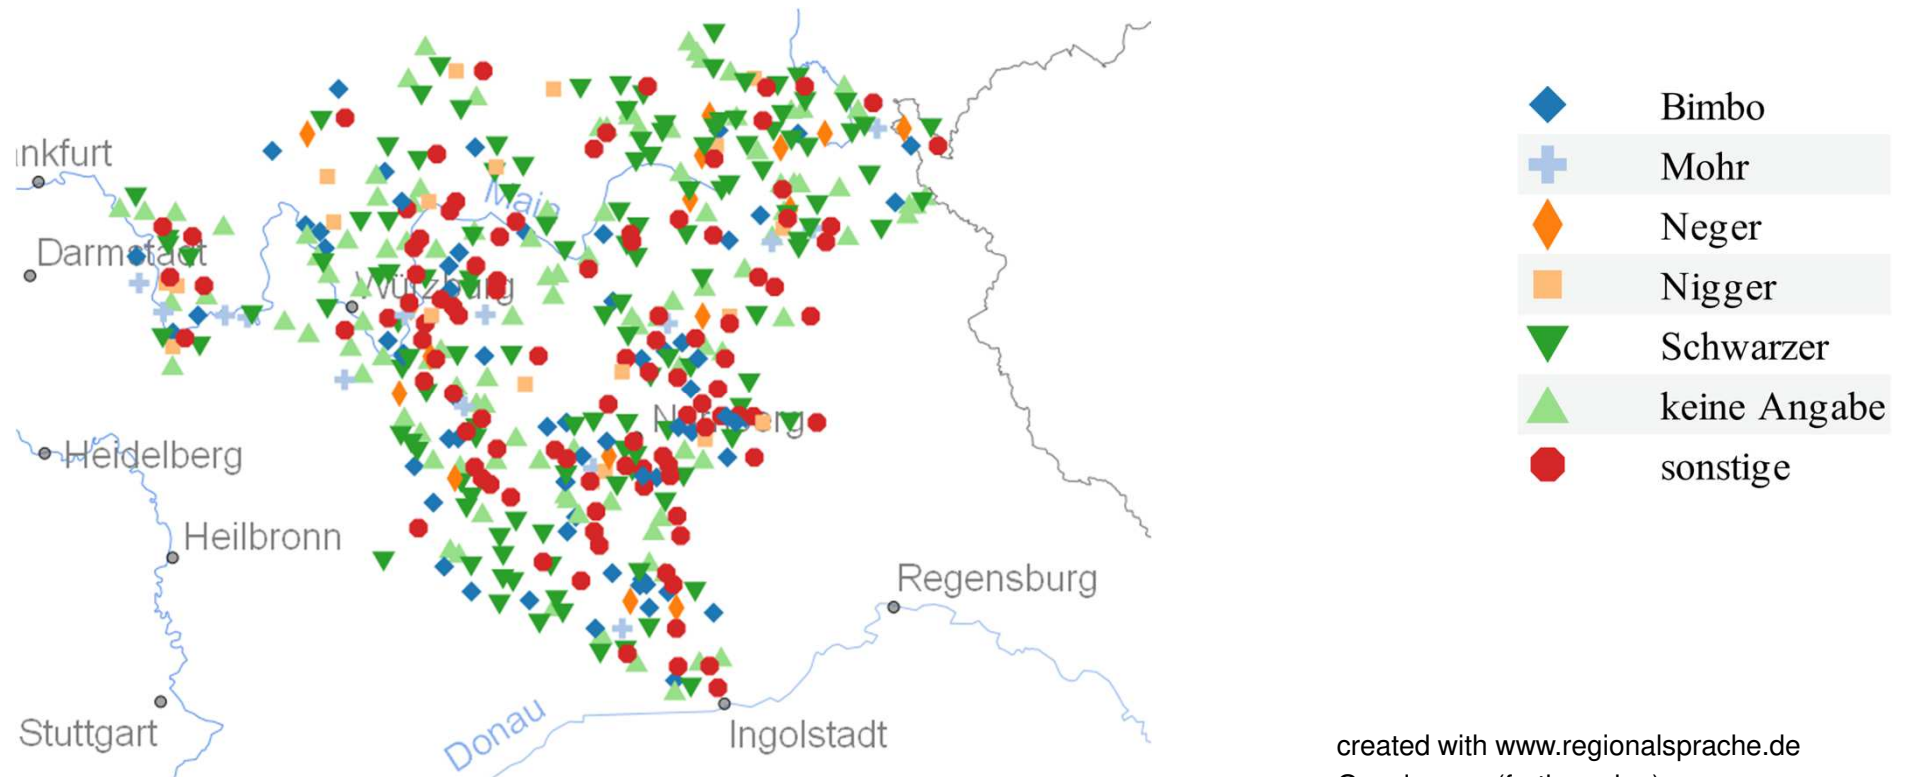 nkfurt
Main
Darmstadt
Würzburg
Nürnberg
Heidelberg
Heilbronn
Regensburg
Stuttgart
Donau
Ingolstadt
Bimbo
Mohr
Neger
Nigger
Schwarzer
keine Angabe
sonstige
created with www.regionalsprache.de